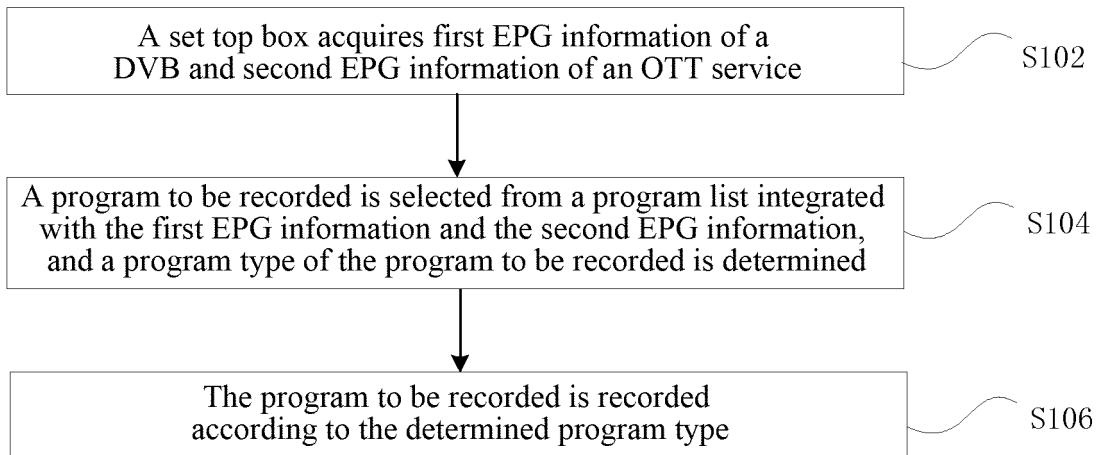 A set top box acquires first EPG information of a
DVB and second EPG information of an OTT service
S102
A program to be recorded is selected from a program list integrated
with the first EPG information and the second EPG information,
and a program type of the program to be recorded is determined
S104
The program to be recorded is recorded
according to the determined program type
S106